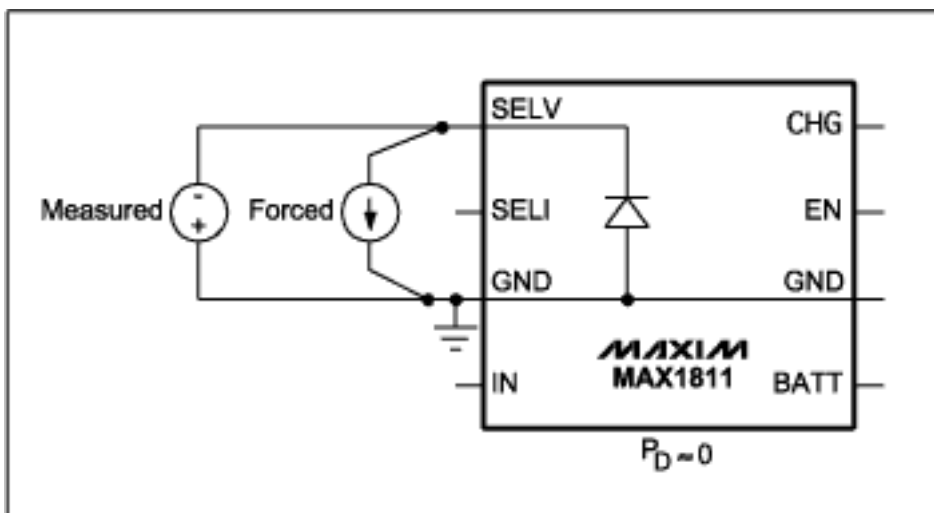 SELV
CHG
-
Measured
+
Forced
SELI
EN
GND
GND
MAXIM
MAX1811
IN
BATT
PD~0